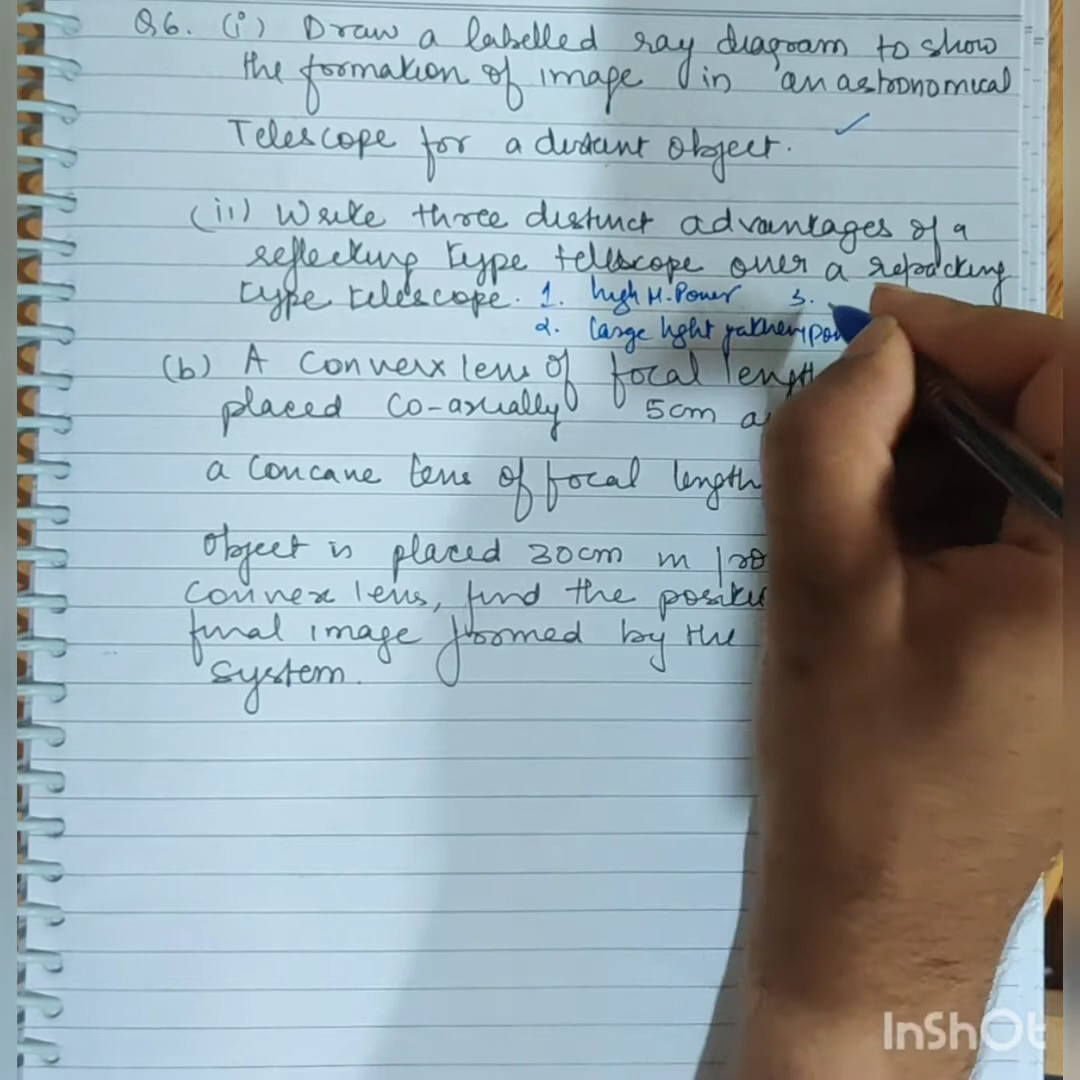 Q6. (i) Draw a labelled ray diagram to show
the formation of image in an astronomical
Telescope for a distant object.
(ii) Write three distinct advantages of a
reflecting type telescope over a refracting
type telescope. 1. high M. Power 3.
2. Large light
(b) A Convex lens of focal
placed Co-axially 5cm
a Concave lens of focal length
Object is placed 30cm in
Convex lens, find the
final image formed by the
system.
InShOt